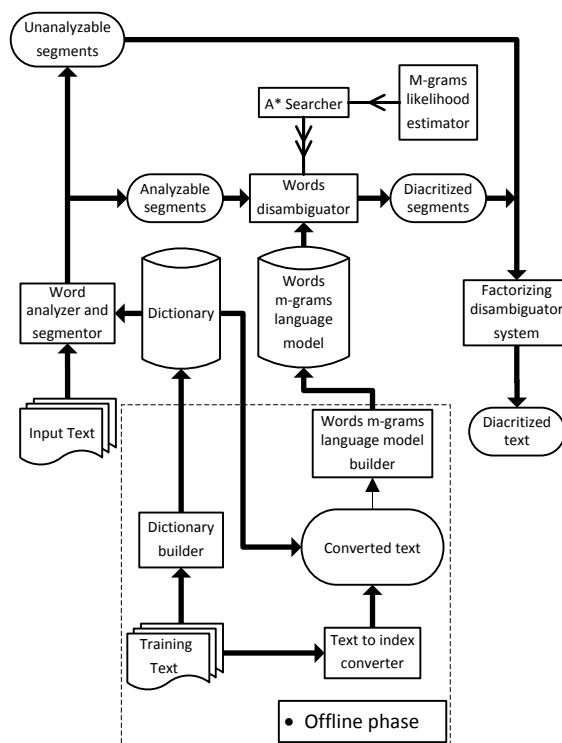 Unanalyzable
segments
A* Searcher
M-grams
likelihood
estimator
Analyzable
segments
Words
disambiguator
Diacritized
segments
Word
analyzer and
segmentor
Dictionary
Words
m-grams
language
model
Factorizing
disambiguator
system
Input Text
Words m-grams
language model
builder
Diacritized
text
Dictionary
builder
Converted text
Training
Text
Text to index
converter
• Offline phase